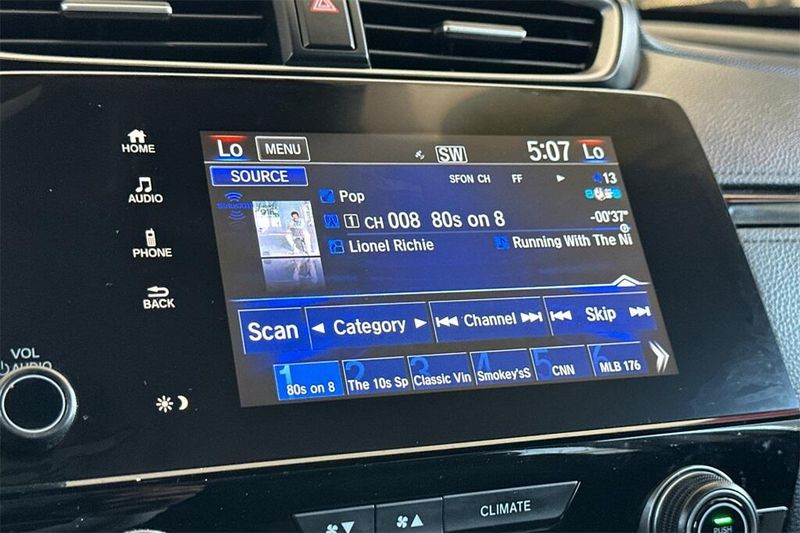 Lo MENU SW 5:07 Lo
HOME
SOURCE SFON CH FF 13
AUDIO
Pop
1 CH 008 80s on 8 -00'37"
Lionel Richie Running With The Ni
PHONE
BACK
Scan Category Channel Skip
1 80s on 8
2 The 10s Sp
3 Classic Vin
4 Smokey'sS
5 CNN
6 MLB 176
VOL
AUDIO
CLIMATE
PUSH